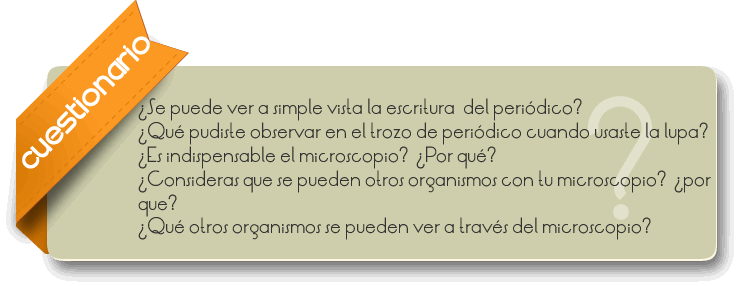 cuestionario
¿Se puede ver a simple vista la escritura del periódico?
¿Qué pudiste observar en el trozo de periódico cuando usaste la lupa?
¿Es indispensable el microscopio? ¿Por qué?
¿Consideras que se pueden otros organismos con tu microscopio? ¿por
que?
¿Qué otros organismos se pueden ver a través del microscopio?